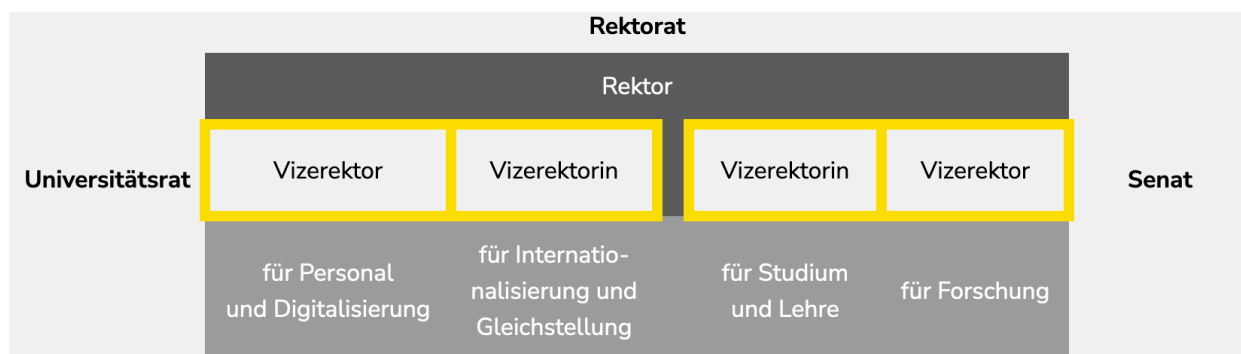 Rektorat
Rektor
Universitätsrat
Vizerektor
Vizerektorin
Vizerektorin
Vizerektor
Senat
für Personal
und Digitalisierung
für Internatio-
nalisierung und
Gleichstellung
für Studium
und Lehre
für Forschung